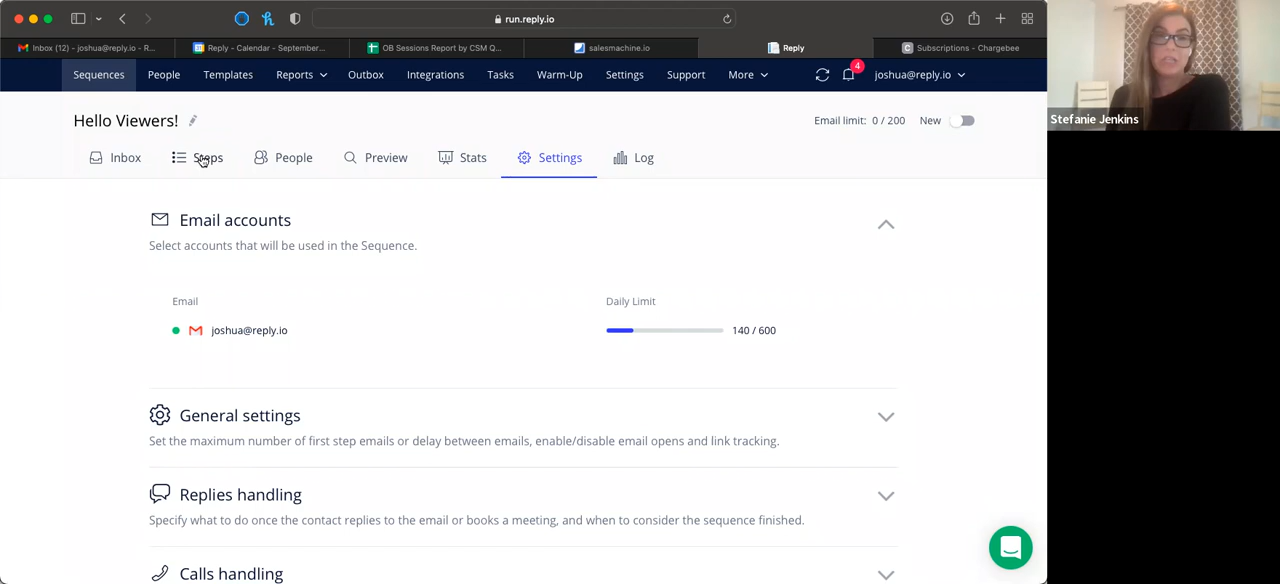 run.reply.io
Inbox (12) - joshua@reply.io - R...
Reply - Calendar - September...
OB Sessions Report by CSM Q...
salesmachine.io
Reply
Subscriptions - Chargebee
Sequences People Templates Reports Outbox Integrations Tasks Warm-Up Settings Support More 4 joshua@reply.io
Hello Viewers! Email limit: 0 / 200 New
Inbox Steps People Preview Stats Settings Log
Email accounts
Select accounts that will be used in the Sequence.
Email Daily Limit
joshua@reply.io 140 / 600
General settings
Set the maximum number of first step emails or delay between emails, enable/disable email opens and link tracking.
Replies handling
Specify what to do once the contact replies to the email or books a meeting, and when to consider the sequence finished.
Calls handling
Stefanie Jenkins